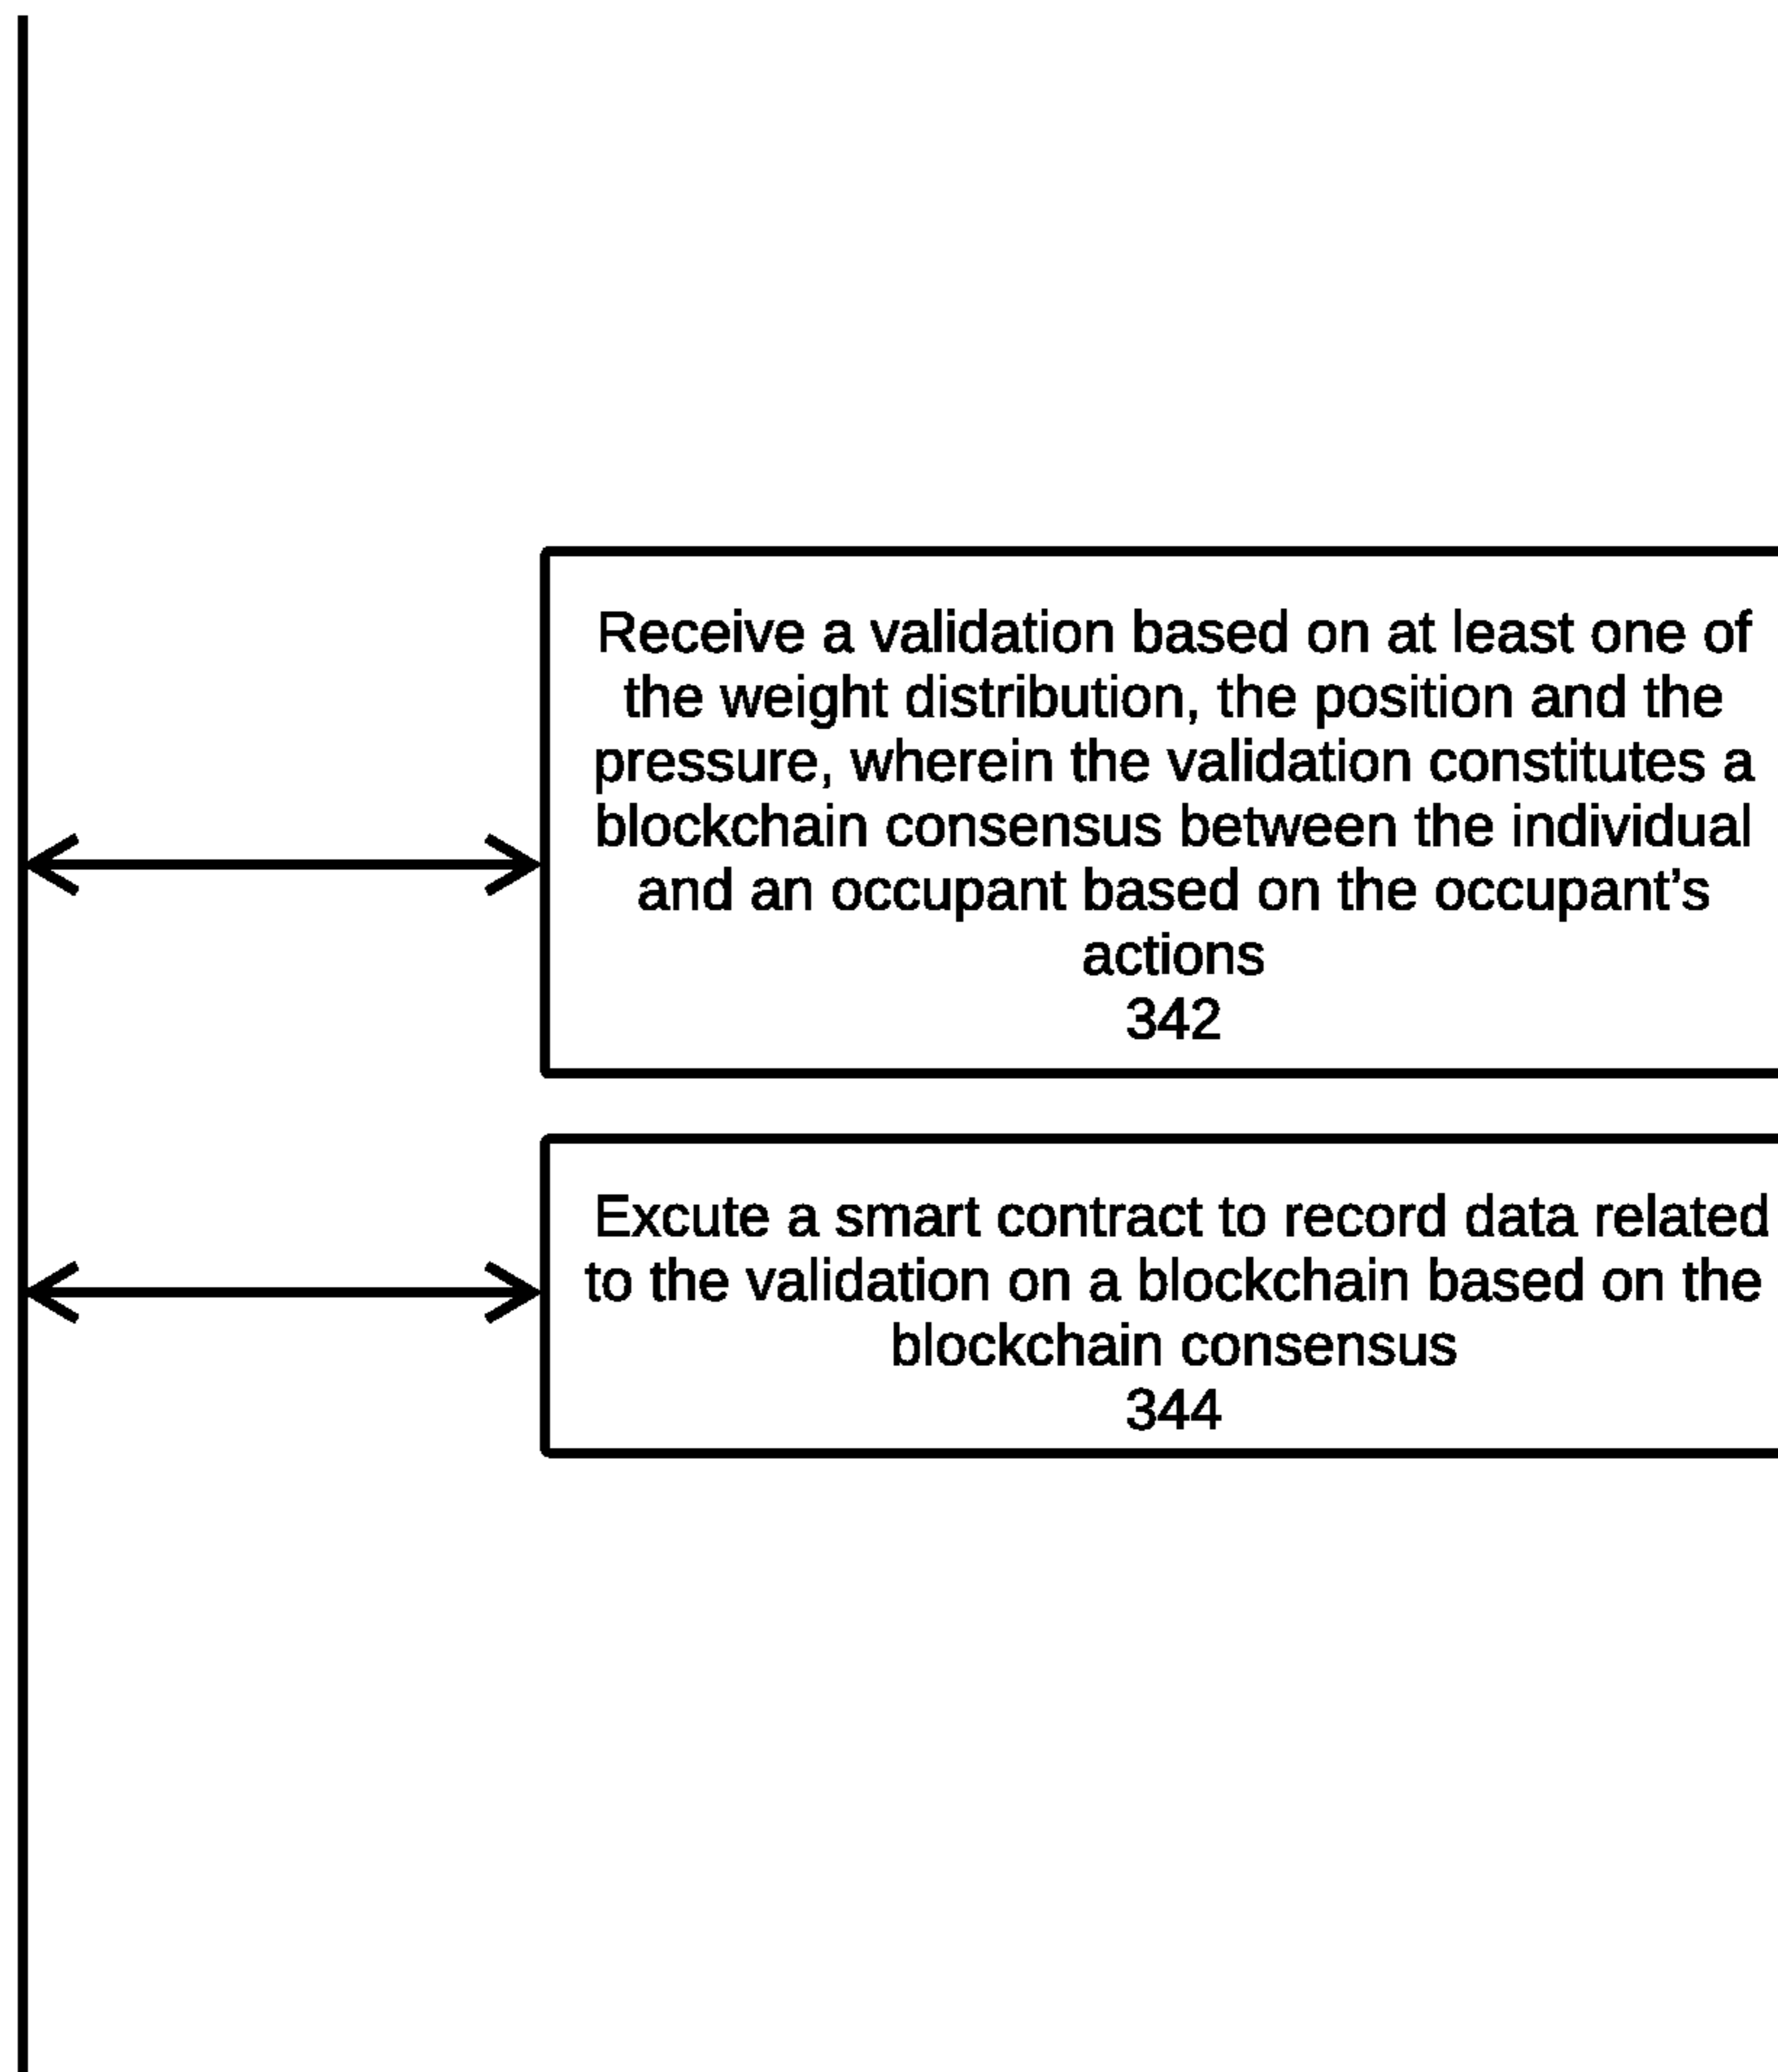 Receive a validation based on at least one of
the weight distribution, the position and the
pressure, wherein the validation constitutes a
blockchain consensus between the individual
and an occupant based on the occupant’s
actions
342
Excute a smart contract to record data related
to the validation on a blockchain based on the
blockchain consensus
344